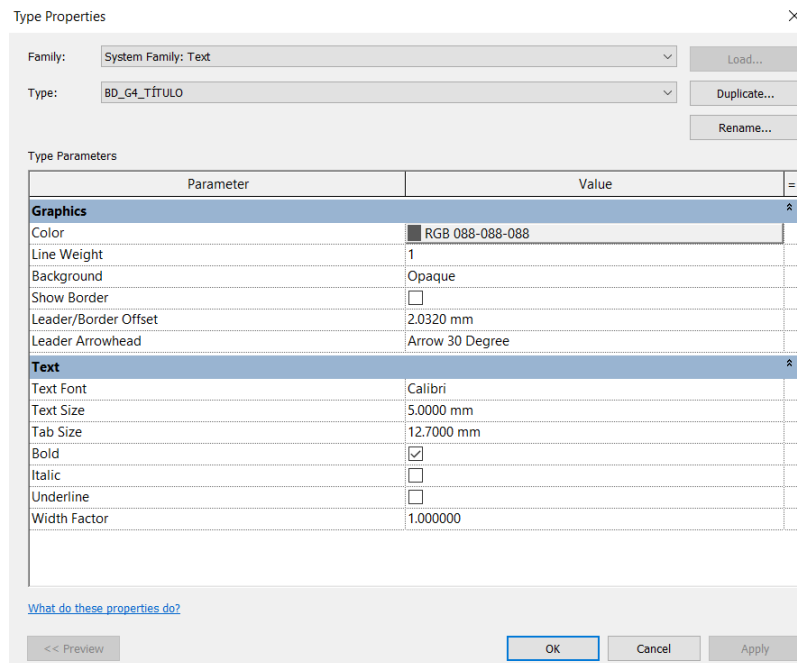 Type Properties
Family: System Family: Text Load...
Type: BD_G4_TÍTULO Duplicate...
Rename...
Type Parameters
Parameter Value =
Graphics
Color RGB 088-088-088
Line Weight 1
Background Opaque
Show Border
Leader/Border Offset 2.0320 mm
Leader Arrowhead Arrow 30 Degree
Text
Text Font Calibri
Text Size 5.0000 mm
Tab Size 12.7000 mm
Bold
Italic
Underline
Width Factor 1.000000
What do these properties do?
<< Preview OK Cancel Apply